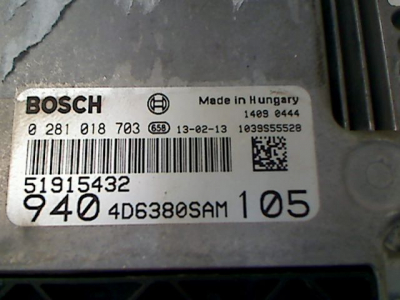 BOSCH Made in Hungary
1409 0444
0 281 018 703 658 13-02-13 1039S55528
51915432
940 4D6380SAM 105